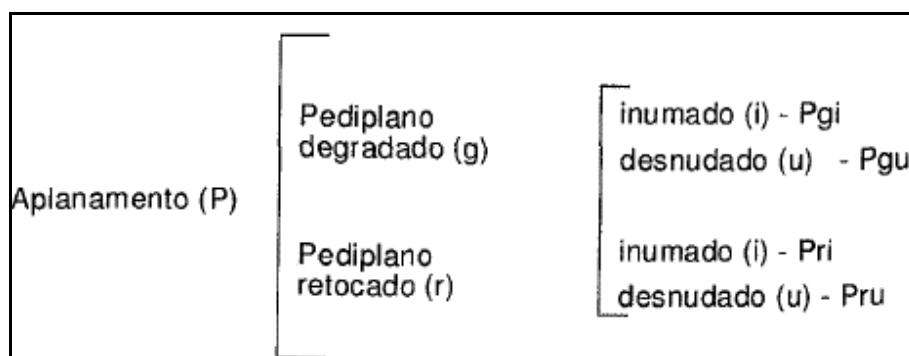 Aplanamento (P)
Pediplano
degradado (g)
inumado (i) - Pgi
desnudado (u) - Pgu
Pediplano
retocado (r)
inumado (i) - Pri
desnudado (u) - Pru